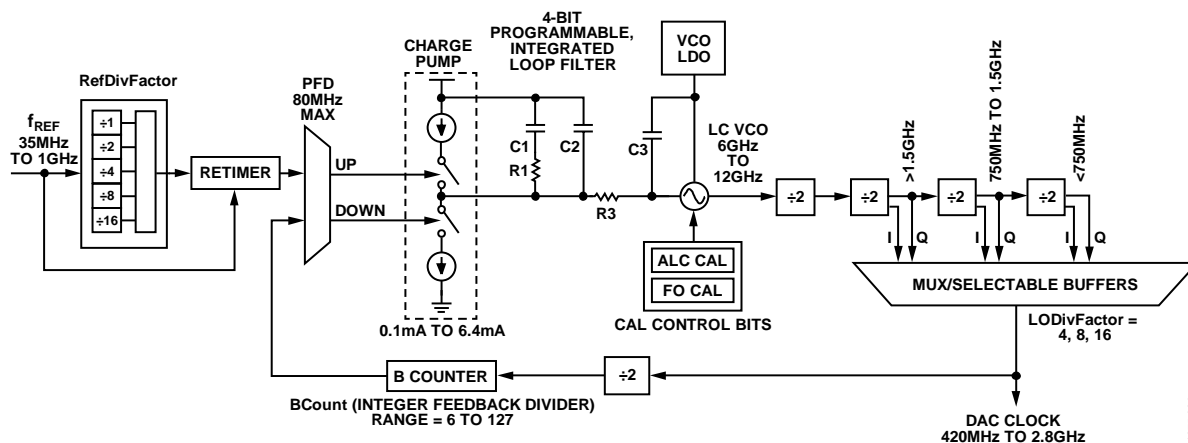 4-BIT
PROGRAMMABLE,
INTEGRATED
LOOP FILTER
VCO
LDO
CHARGE
PUMP
RefDivFactor
PFD
80MHz
MAX
fREF
35MHz
TO 1GHz
÷1
÷2
÷4
÷8
÷16
RETIMER
UP
DOWN
C1
R1
C2
C3
R3
LC VCO
6GHz
TO
12GHz
÷2
÷2
>1.5GHz
÷2
750MHz TO 1.5GHz
÷2
<750MHz
I
Q
I
Q
I
Q
MUX/SELECTABLE BUFFERS
ALC CAL
FO CAL
CAL CONTROL BITS
0.1mA TO 6.4mA
LODivFactor =
4, 8, 16
B COUNTER
÷2
BCount (INTEGER FEEDBACK DIVIDER)
RANGE = 6 TO 127
DAC CLOCK
420MHz TO 2.8GHz